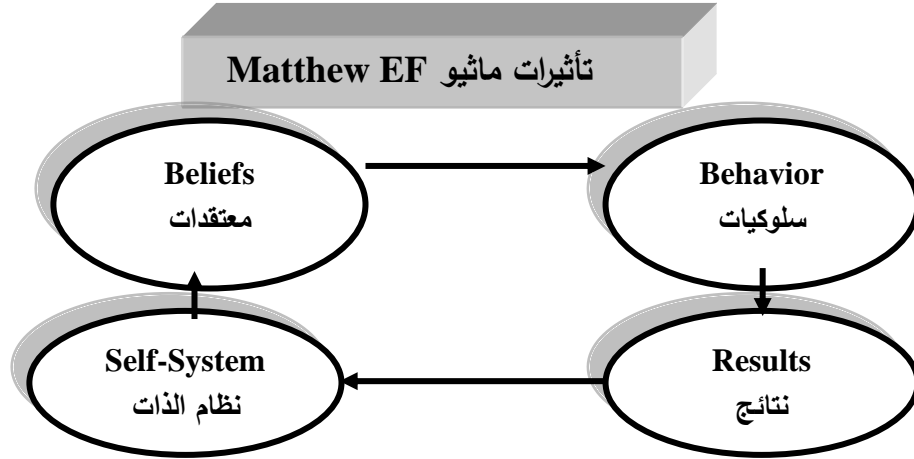 تأثيرات ماثيو Matthew EF
Beliefs
معتقدات
Behavior
سلوكيات
Self-System
نظام الذات
Results
نتائج